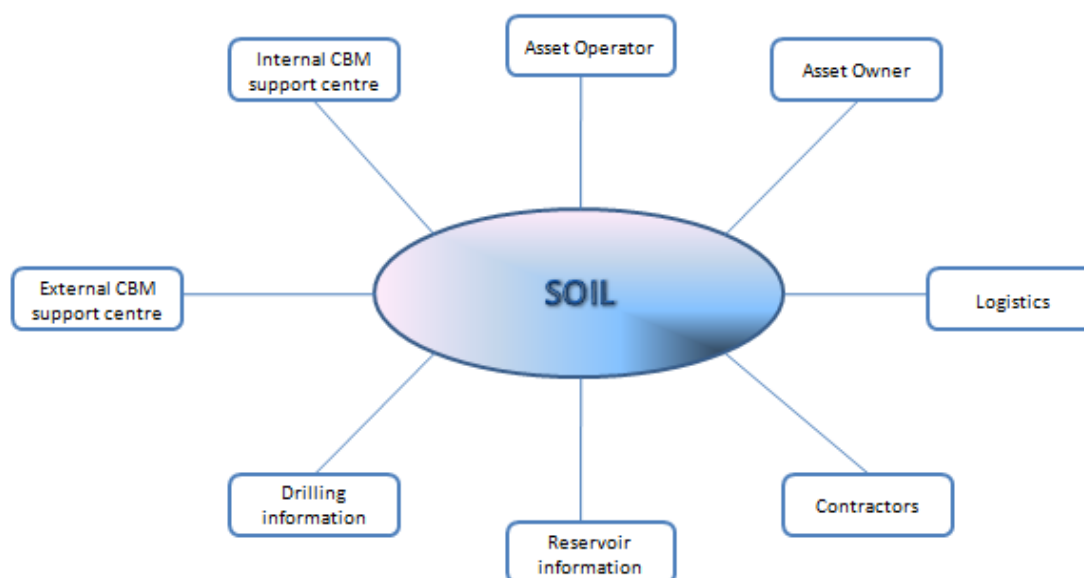 Asset Operator
Internal CBM
support centre
Asset Owner
External CBM
support centre
SOIL
Logistics
Drilling
information
Contractors
Reservoir
information